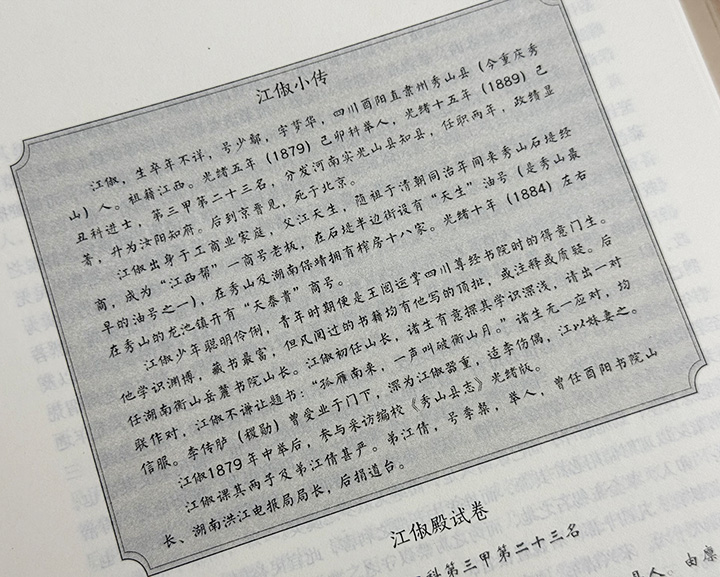 江俶小传
江俶，生卒年不详，号少鄢，字梦华，四川酉阳直隶州秀山县（今重庆秀
山）人。祖籍江西。光绪五年（1879）己卯科举人，光绪十五年（1889）己
丑科进士，第三甲第二十三名，分发河南实光山县知县，任职两年，政绩显
著，升为汝阳知府。后到京晋见，死于北京。
江俶出身于工商业家庭，父江天生，随祖于清朝同治年间来秀山石堤经
商，成为“江西帮”一商号老板，在石堤半边街设有“天生”油号（是秀山最
早的油号之一），在秀山及湖南保靖拥有榨房十八家。光绪十年（1884）左右
在秀山的龙池镇开有“天泰青”商号。
江俶少年聪明伶俐，青年时期便是王闿运掌四川尊经书院时的得意门生。
他学识渊博，藏书最富，但凡阅过的书籍均有他写的顶批，或注释或质疑。后
任湖南衡山岳麓书院山长。江俶初任山长，诸生有意探其学识深浅，请出一对
联作对，江俶不谦让题书：“孤雁南来，一声叫破衡山月。”诸生无一应对，均
信服。李传胪（稷勋）曾受业于门下，深为江俶器重，适李伤偶，江以妹妻之。
江俶1879年中举后，参与采访编校《秀山县志》光绪版。
江俶课其两子及弟江倩甚严。弟江倩，号季棼，举人，曾任酉阳书院山
长、湖南洪江电报局局长，后捐道台。
江俶殿试卷
科第三甲第二十三名
县人。由廪